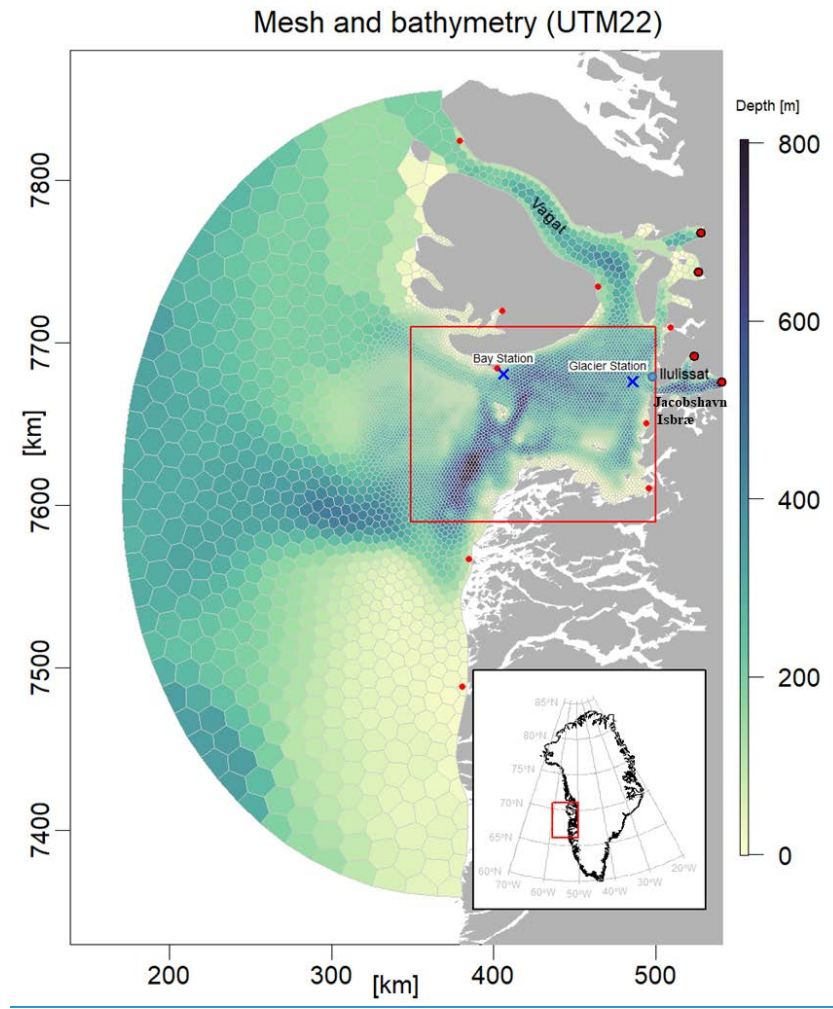 Mesh and bathymetry (UTM22)
Depth [m]
800
600
400
200
0
7800
7700
7600
7500
7400
[km]
Vaigat
Bay Station
Glacier Station
Ilulissat
Jacobshavn
Isbræ
85°N
80°N
75°N
70°N
65°N
60°N
70°W
60°W
50°W
40°W
30°W
20°W
200
300
400
500
[km]